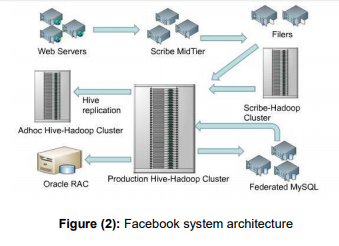 Web Servers
Scribe MidTier
Filers
Hive
replication
Scribe-Hadoop
Cluster
Adhoc Hive-Hadoop Cluster
Oracle RAC
Production Hive-Hadoop Cluster
Federated MySQL
Figure (2): Facebook system architecture